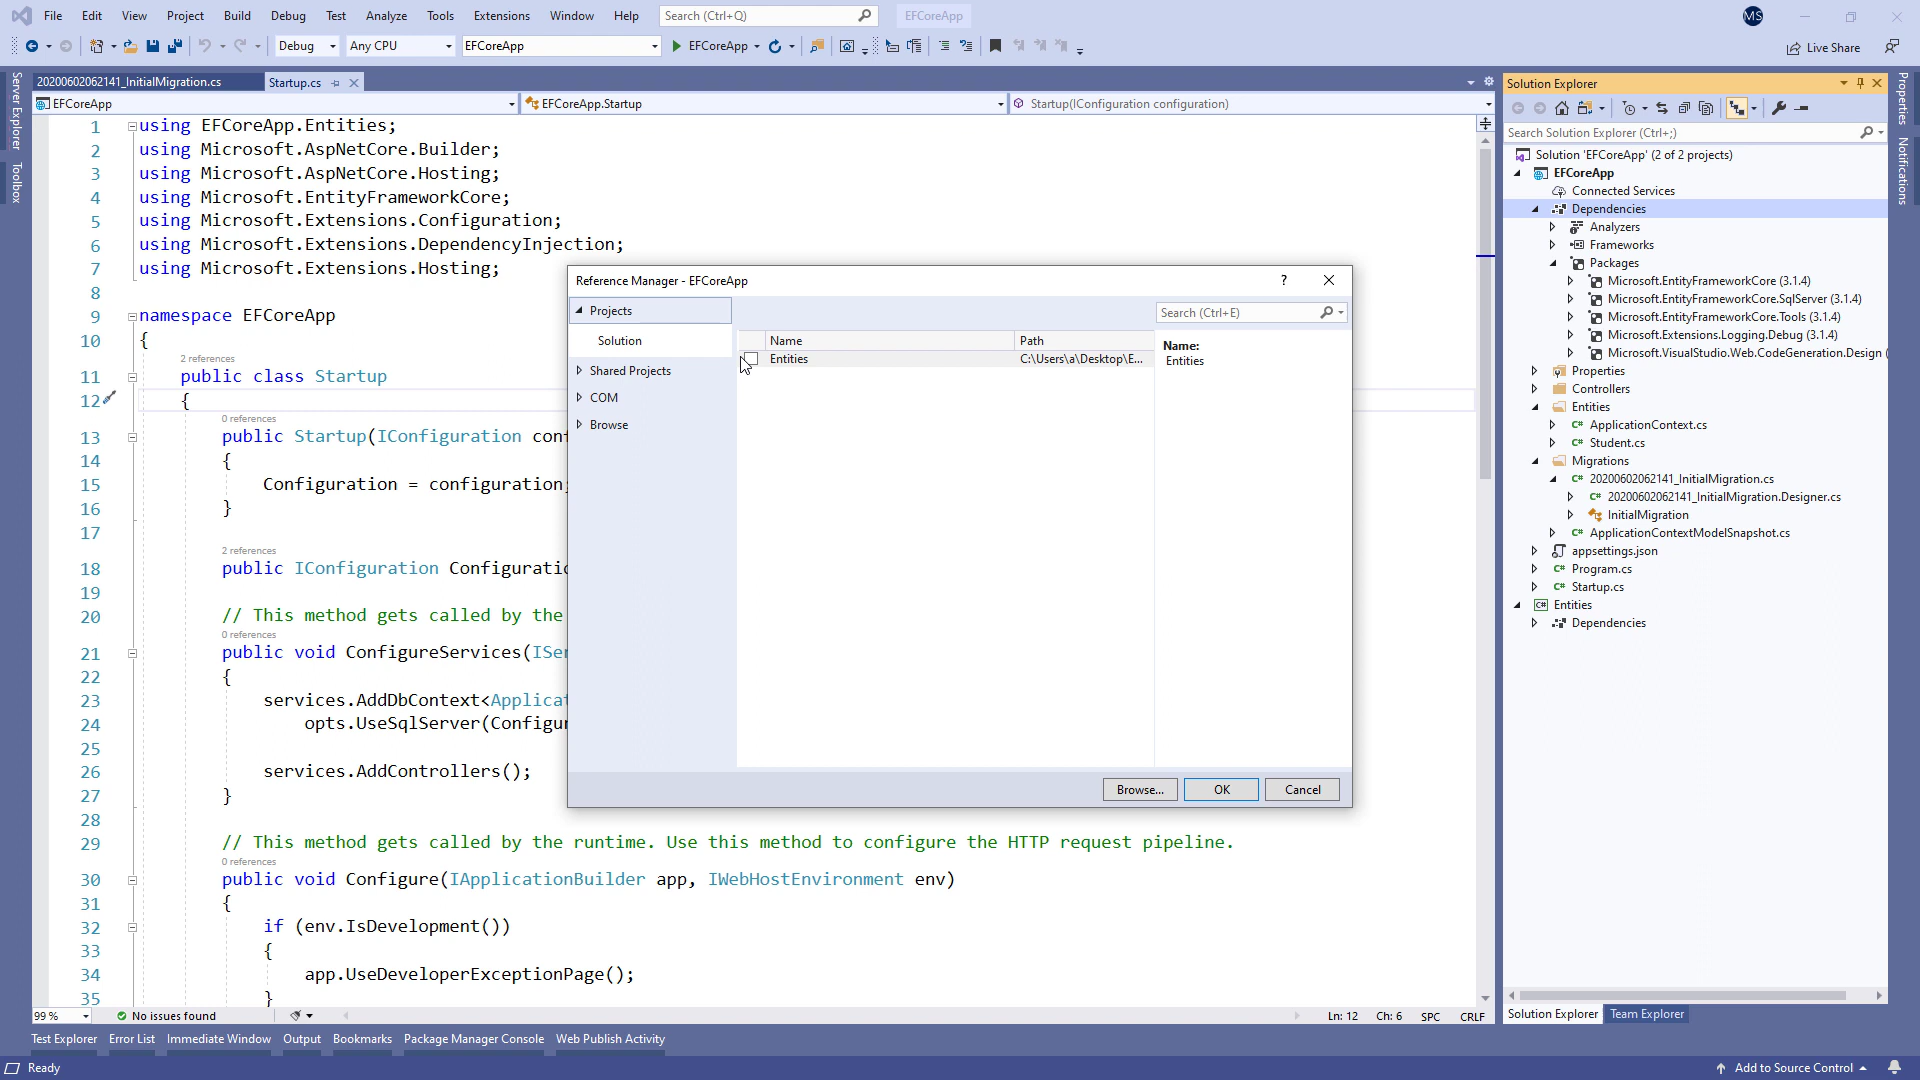 File Edit View Project Build Debug Test Analyze Tools Extensions Window Help Search (Ctrl+Q) EFCoreApp MS
Debug Any CPU EFCoreApp EFCoreApp Live Share
Server Explorer
Toolbox
20200602062141_InitialMigration.cs Startup.cs
EFCoreApp EFCoreApp.Startup Startup(IConfiguration configuration)
1 using EFCoreApp.Entities;
2 using Microsoft.AspNetCore.Builder;
3 using Microsoft.AspNetCore.Hosting;
4 using Microsoft.EntityFrameworkCore;
5 using Microsoft.Extensions.Configuration;
6 using Microsoft.Extensions.DependencyInjection;
7 using Microsoft.Extensions.Hosting;
8
9 namespace EFCoreApp
10 {
2 references
11 public class Startup
12 {
0 references
13 public Startup(IConfiguration conf
14 {
15 Configuration = configuration;
16 }
17
2 references
18 public IConfiguration Configuratio
19
20 // This method gets called by the
0 references
21 public void ConfigureServices(ISer
22 {
23 services.AddDbContext<Applicat
24 opts.UseSqlServer(Configur
25
26 services.AddControllers();
27 }
28
29 // This method gets called by the runtime. Use this method to configure the HTTP request pipeline.
0 references
30 public void Configure(IApplicationBuilder app, IWebHostEnvironment env)
31 {
32 if (env.IsDevelopment())
33 {
34 app.UseDeveloperExceptionPage();
35 }
Reference Manager - EFCoreApp ?
Projects
Solution
Shared Projects
COM
Browse
Search (Ctrl+E)
Name Path
Entities C:\Users\a\Desktop\E...
Name:
Entities
Browse... OK Cancel
99 % No issues found Ln: 12 Ch: 6 SPC CRLF
Solution Explorer
Search Solution Explorer (Ctrl+;)
Solution 'EFCoreApp' (2 of 2 projects)
EFCoreApp
Connected Services
Dependencies
Analyzers
Frameworks
Packages
Microsoft.EntityFrameworkCore (3.1.4)
Microsoft.EntityFrameworkCore.SqlServer (3.1.4)
Microsoft.EntityFrameworkCore.Tools (3.1.4)
Microsoft.Extensions.Logging.Debug (3.1.4)
Microsoft.VisualStudio.Web.CodeGeneration.Design (
Properties
Controllers
Entities
C# ApplicationContext.cs
C# Student.cs
Migrations
C# 20200602062141_InitialMigration.cs
C# 20200602062141_InitialMigration.Designer.cs
InitialMigration
C# ApplicationContextModelSnapshot.cs
appsettings.json
C# Program.cs
C# Startup.cs
C# Entities
Dependencies
Solution Explorer Team Explorer
Properties
Notifications
Test Explorer Error List Immediate Window Output Bookmarks Package Manager Console Web Publish Activity
Ready Add to Source Control